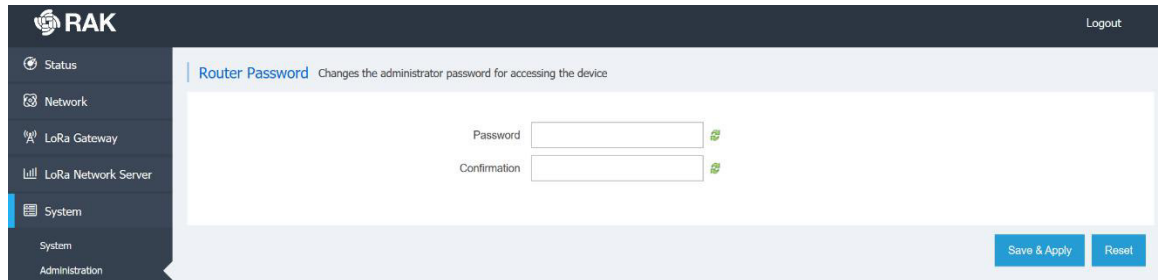 RAK
Logout
Status
Network
LoRa Gateway
LoRa Network Server
System
System
Administration
Router Password Changes the administrator password for accessing the device
Password
Confirmation
Save & Apply Reset